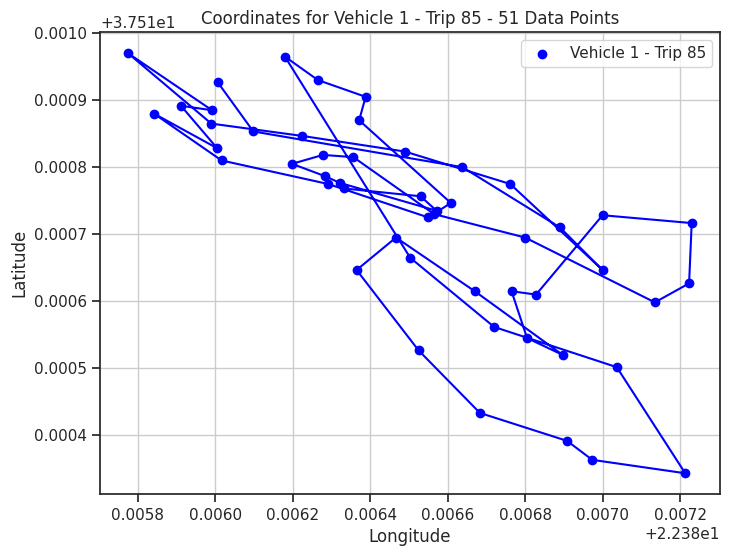 Coordinates for Vehicle 1 - Trip 85 - 51 Data Points
+3.751e1
Vehicle 1 - Trip 85
0.0010
0.0009
0.0008
0.0007
0.0006
0.0005
0.0004
Latitude
0.0058 0.0060 0.0062 0.0064 0.0066 0.0068 0.0070 0.0072
Longitude
+2.238e1